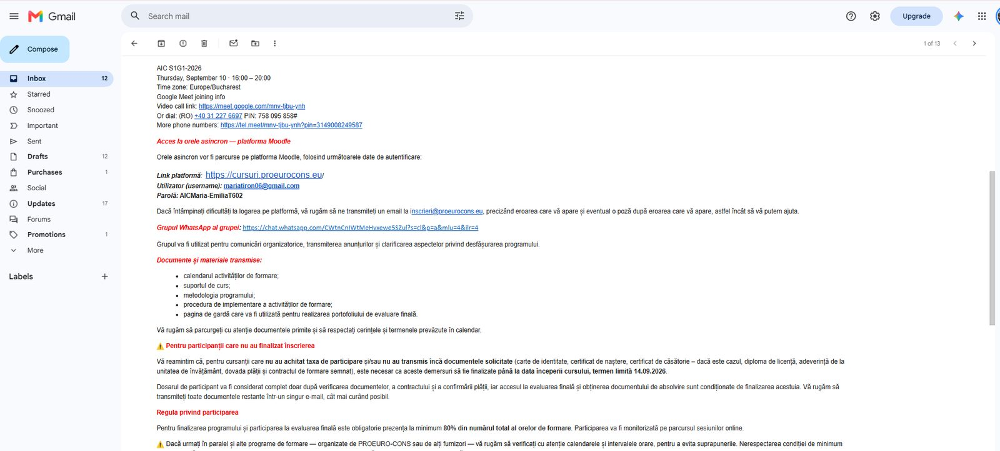 Gmail
Search mail
Upgrade
Compose
1 of 13
Inbox 12
Starred
Snoozed
Important
Sent
Drafts 12
Purchases 1
Social
Updates 17
Forums
Promotions 1
More
Labels
AIC S1G1-2026
Thursday, September 10 · 16:00 – 20:00
Time zone: Europe/Bucharest
Google Meet joining info
Video call link: https://meet.google.com/mnv-tjbu-ynh
Or dial: (RO) +40 31 227 6697 PIN: 758 095 858#
More phone numbers: https://tel.meet/mnv-tjbu-ynh?pin=3149008249587
Acces la orele asincron — platforma Moodle
Orele asincron vor fi parcurse pe platforma Moodle, folosind următoarele date de autentificare:
Link platformă: https://cursuri.proeurocons.eu/
Utilizator (username): mariatiron06@gmail.com
Parolă: AICMaria-EmiliaT602
Dacă întâmpinați dificultăți la logarea pe platformă, vă rugăm să ne transmiteți un email la inscrieri@proeurocons.eu, precizând eroarea care vă apare și eventual o poză după eroarea care vă apare, astfel încât să vă putem ajuta.
Grupul WhatsApp al grupei: https://chat.whatsapp.com/CWtnCnIWtMeHvxewe5SZul?s=cl&p=a&mlu=4&ilr=4
Grupul va fi utilizat pentru comunicări organizatorice, transmiterea anunțurilor și clarificarea aspectelor privind desfășurarea programului.
Documente și materiale transmise:
• calendarul activităților de formare;
• suportul de curs;
• metodologia programului;
• procedura de implementare a activităților de formare;
• pagina de gardă care va fi utilizată pentru realizarea portofoliului de evaluare finală.
Vă rugăm să parcurgeți cu atenție documentele primite și să respectați cerințele și termenele prevăzute în calendar.
⚠️ Pentru participanții care nu au finalizat înscrierea
Vă reamintim că, pentru cursanții care nu au achitat taxa de participare și/sau nu au transmis încă documentele solicitate (carte de identitate, certificat de naștere, certificat de căsătorie – dacă este cazul, diploma de licență, adeverință de la
unitatea de învățământ, dovada plății și contractul de formare semnat), este necesar ca aceste demersuri să fie finalizate până la data începerii cursului, termen limită 14.09.2026.
Dosarul de participant va fi considerat complet doar după verificarea documentelor, a contractului și a confirmării plății, iar accesul la evaluarea finală și obținerea documentului de absolvire sunt condiționate de finalizarea acestuia. Vă rugăm să
transmiteți toate documentele restante într-un singur e-mail, cât mai curând posibil.
Regula privind participarea
Pentru finalizarea programului și participarea la evaluarea finală este obligatorie prezența la minimum 80% din numărul total al orelor de formare. Participarea va fi monitorizată pe parcursul sesiunilor online.
⚠️ Dacă urmați în paralel și alte programe de formare — organizate de PROEURO-CONS sau de alți furnizori — vă rugăm să verificați cu atenție calendarele și intervalele orare, pentru a evita suprapunerile. Nerespectarea condiției de minimum